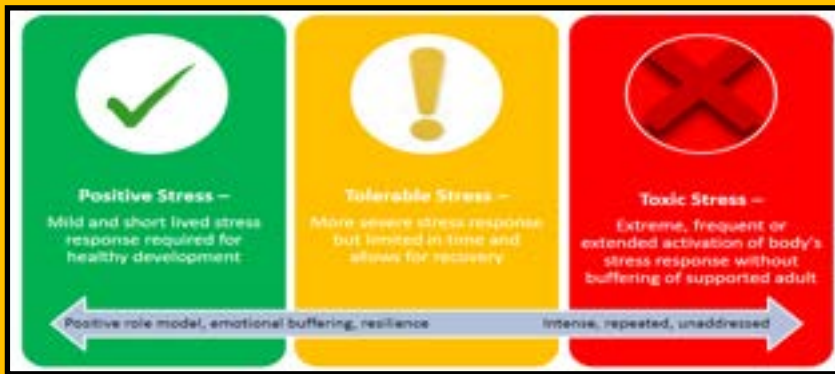 Positive Stress –
Mild and short lived stress
response required for
healthy development
Tolerable Stress –
More severe stress response
but limited in time and
allows for recovery
Toxic Stress –
Extreme, frequent or
extended activation of body's
stress response without
buffering of supported adult
Positive role model, emotional buffering, resilience
Intense, repeated, unaddressed